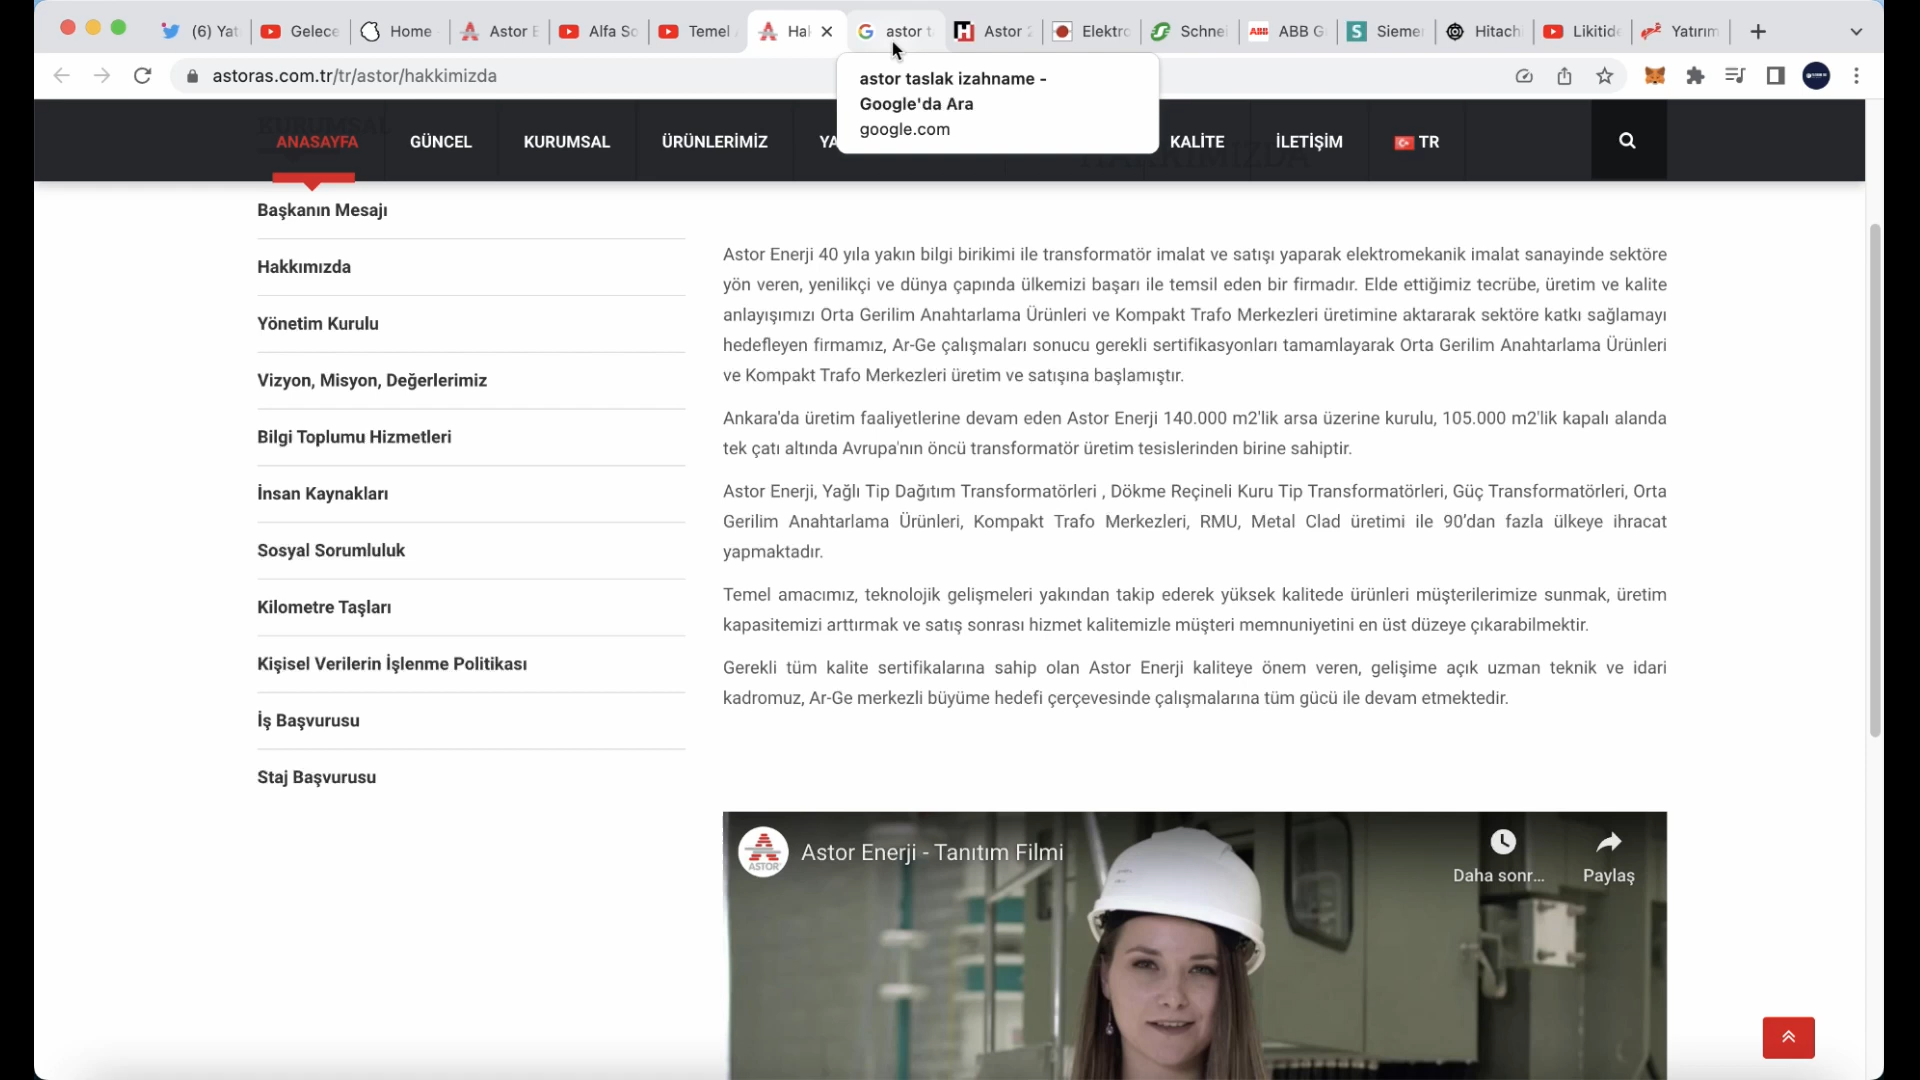 (6) Yat
Gelece
Home
Astor E
Alfa So
Temel
Hak
astor t
Astor 2
Elektro
Schnei
ABB G
Siemen
Hitach
Likitid
Yatırım
astoras.com.tr/tr/astor/hakkimizda
astor taslak izahname -
Google'da Ara
google.com
KURUMSAL
ANASAYFA
GÜNCEL
KURUMSAL
ÜRÜNLERİMİZ
YA
KALİTE
İLETİŞİM
TR
HAKKIMIZDA
Başkanın Mesajı
Hakkımızda
Yönetim Kurulu
Vizyon, Misyon, Değerlerimiz
Bilgi Toplumu Hizmetleri
İnsan Kaynakları
Sosyal Sorumluluk
Kilometre Taşları
Kişisel Verilerin İşlenme Politikası
İş Başvurusu
Staj Başvurusu
Astor Enerji 40 yıla yakın bilgi birikimi ile transformatör imalat ve satışı yaparak elektromekanik imalat sanayinde sektöre
yön veren, yenilikçi ve dünya çapında ülkemizi başarı ile temsil eden bir firmadır. Elde ettiğimiz tecrübe, üretim ve kalite
anlayışımızı Orta Gerilim Anahtarlama Ürünleri ve Kompakt Trafo Merkezleri üretimine aktararak sektöre katkı sağlamayı
hedefleyen firmamız, Ar-Ge çalışmaları sonucu gerekli sertifikasyonları tamamlayarak Orta Gerilim Anahtarlama Ürünleri
ve Kompakt Trafo Merkezleri üretim ve satışına başlamıştır.
Ankara'da üretim faaliyetlerine devam eden Astor Enerji 140.000 m2'lik arsa üzerine kurulu, 105.000 m2'lik kapalı alanda
tek çatı altında Avrupa'nın öncü transformatör üretim tesislerinden birine sahiptir.
Astor Enerji, Yağlı Tip Dağıtım Transformatörleri , Dökme Reçineli Kuru Tip Transformatörleri, Güç Transformatörleri, Orta
Gerilim Anahtarlama Ürünleri, Kompakt Trafo Merkezleri, RMU, Metal Clad üretimi ile 90’dan fazla ülkeye ihracat
yapmaktadır.
Temel amacımız, teknolojik gelişmeleri yakından takip ederek yüksek kalitede ürünleri müşterilerimize sunmak, üretim
kapasitemizi arttırmak ve satış sonrası hizmet kalitemizle müşteri memnuniyetini en üst düzeye çıkarabilmektir.
Gerekli tüm kalite sertifikalarına sahip olan Astor Enerji kaliteye önem veren, gelişime açık uzman teknik ve idari
kadromuz, Ar-Ge merkezli büyüme hedefi çerçevesinde çalışmalarına tüm gücü ile devam etmektedir.
ASTOR
Astor Enerji - Tanıtım Filmi
Daha sonr...
Paylaş